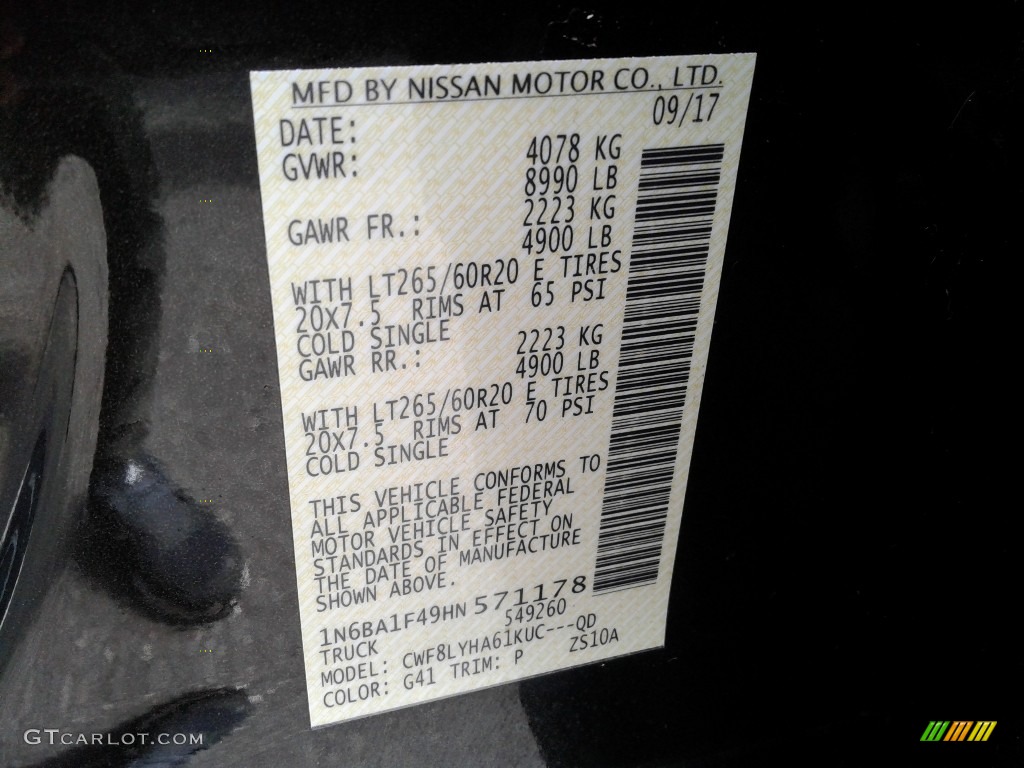 MFD BY NISSAN MOTOR CO., LTD.
DATE: 09/17
GVWR: 4078 KG
8990 LB
GAWR FR.: 2223 KG
4900 LB
WITH LT265/60R20 E TIRES
20X7.5 RIMS AT 65 PSI
COLD SINGLE
GAWR RR.: 2223 KG
4900 LB
WITH LT265/60R20 E TIRES
20X7.5 RIMS AT 70 PSI
COLD SINGLE
THIS VEHICLE CONFORMS TO
ALL APPLICABLE FEDERAL
MOTOR VEHICLE SAFETY
STANDARDS IN EFFECT ON
THE DATE OF MANUFACTURE
SHOWN ABOVE.
1N6BA1F49HN 571178
TRUCK 549260
MODEL: CWF8LYHA61KUC---QD
COLOR: G41 TRIM: P ZS10A
GTCARLOT.COM